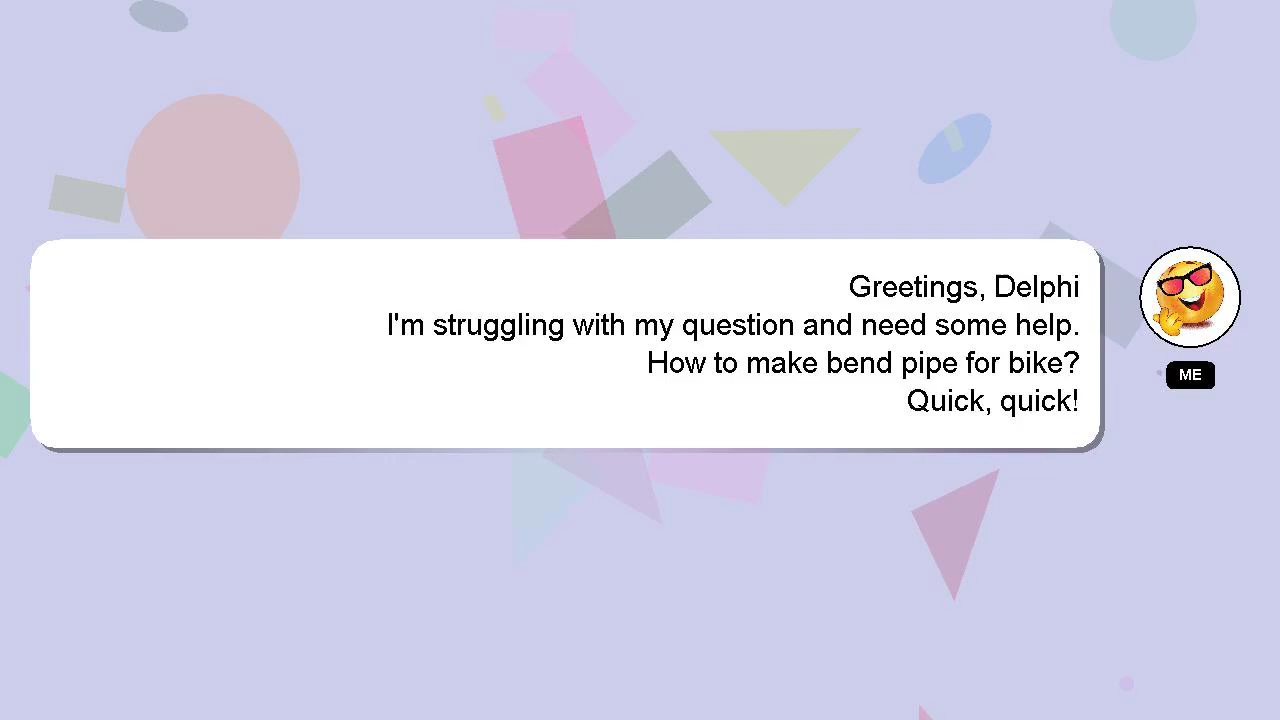 Greetings, Delphi
I'm struggling with my question and need some help.
How to make bend pipe for bike?
Quick, quick!
ME